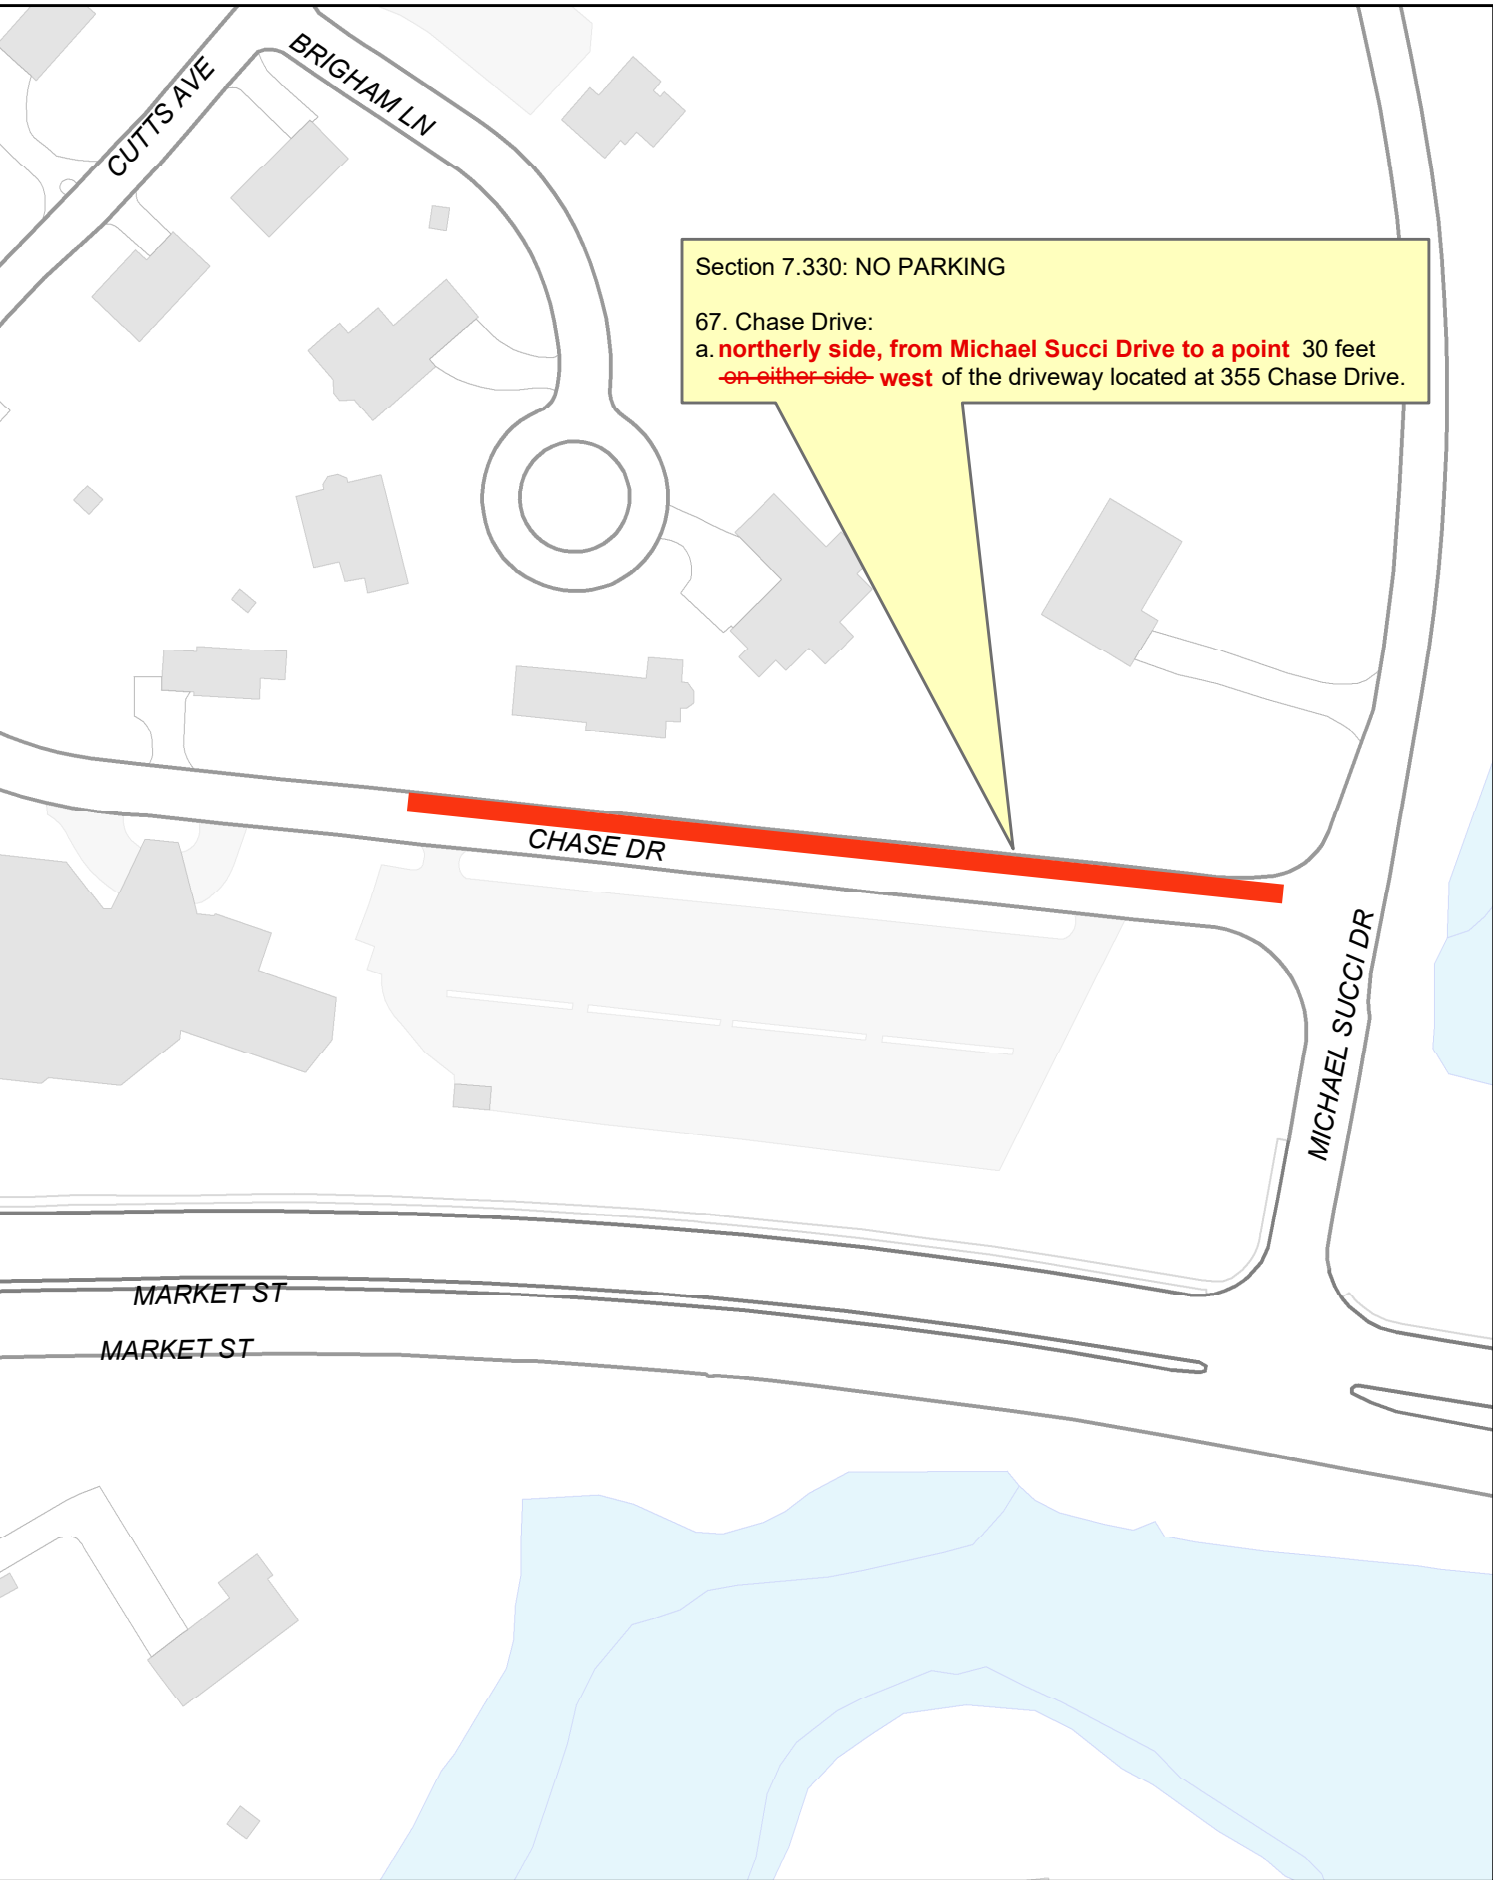 CUTTS AVE
BRIGHAM LN
Section 7.330: NO PARKING
67. Chase Drive:
a. northerly side, from Michael Succi Drive to a point 30 feet
on either side west of the driveway located at 355 Chase Drive.
CHASE DR
MICHAEL SUCCI DR
MARKET ST
MARKET ST